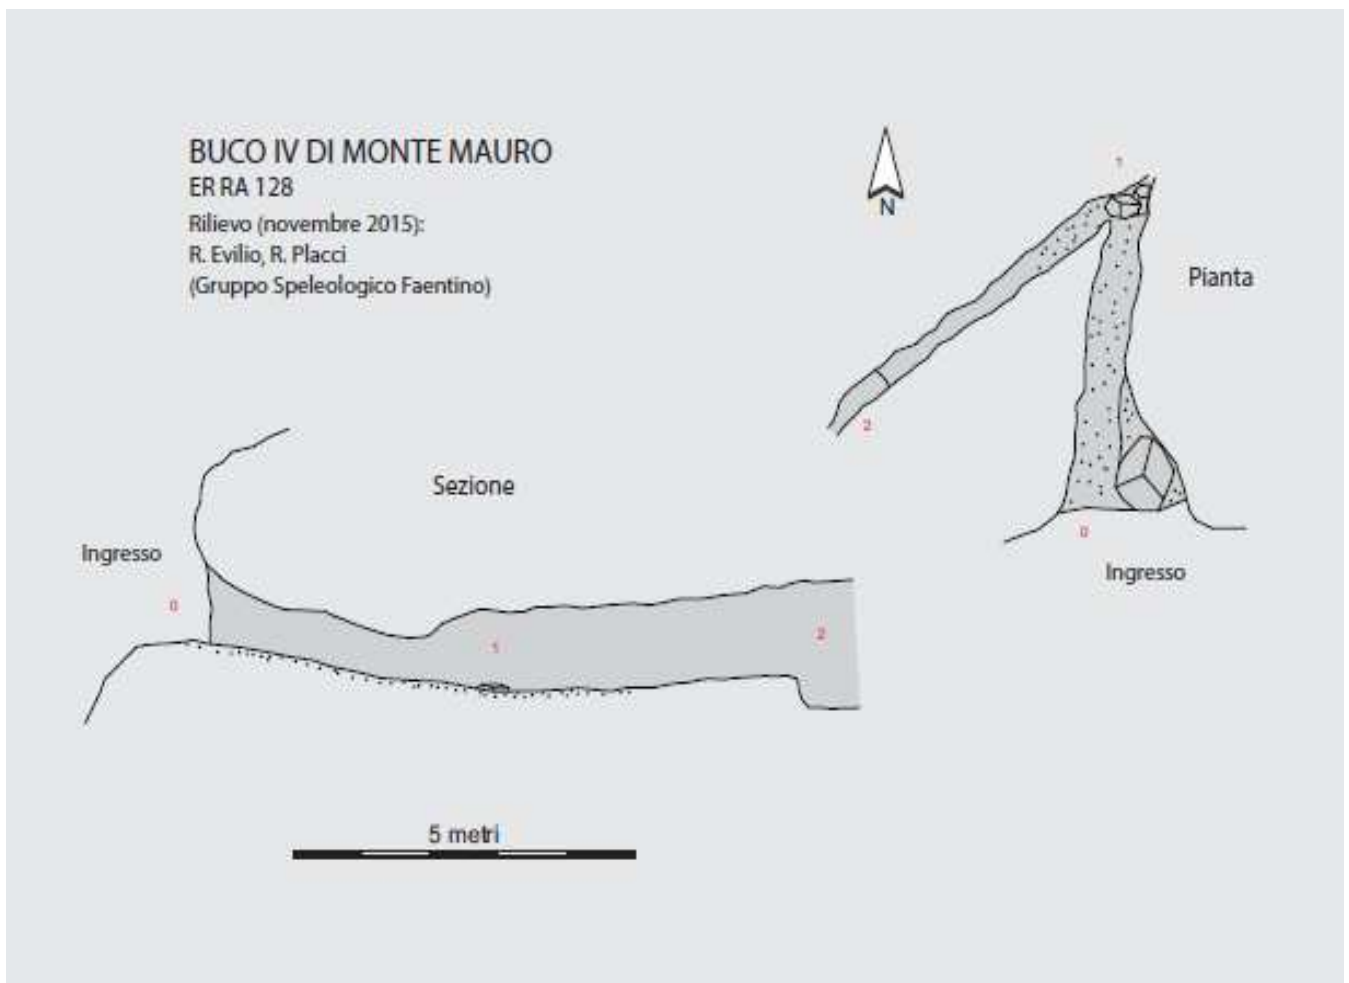 BUCO IV DI MONTE MAURO
ER RA 128
Rilievo (novembre 2015):
R. Evilio, R. Placci
(Gruppo Speleologico Faentino)
N
1
Pianta
2
0
Ingresso
Sezione
Ingresso
0
1
2
5 metri